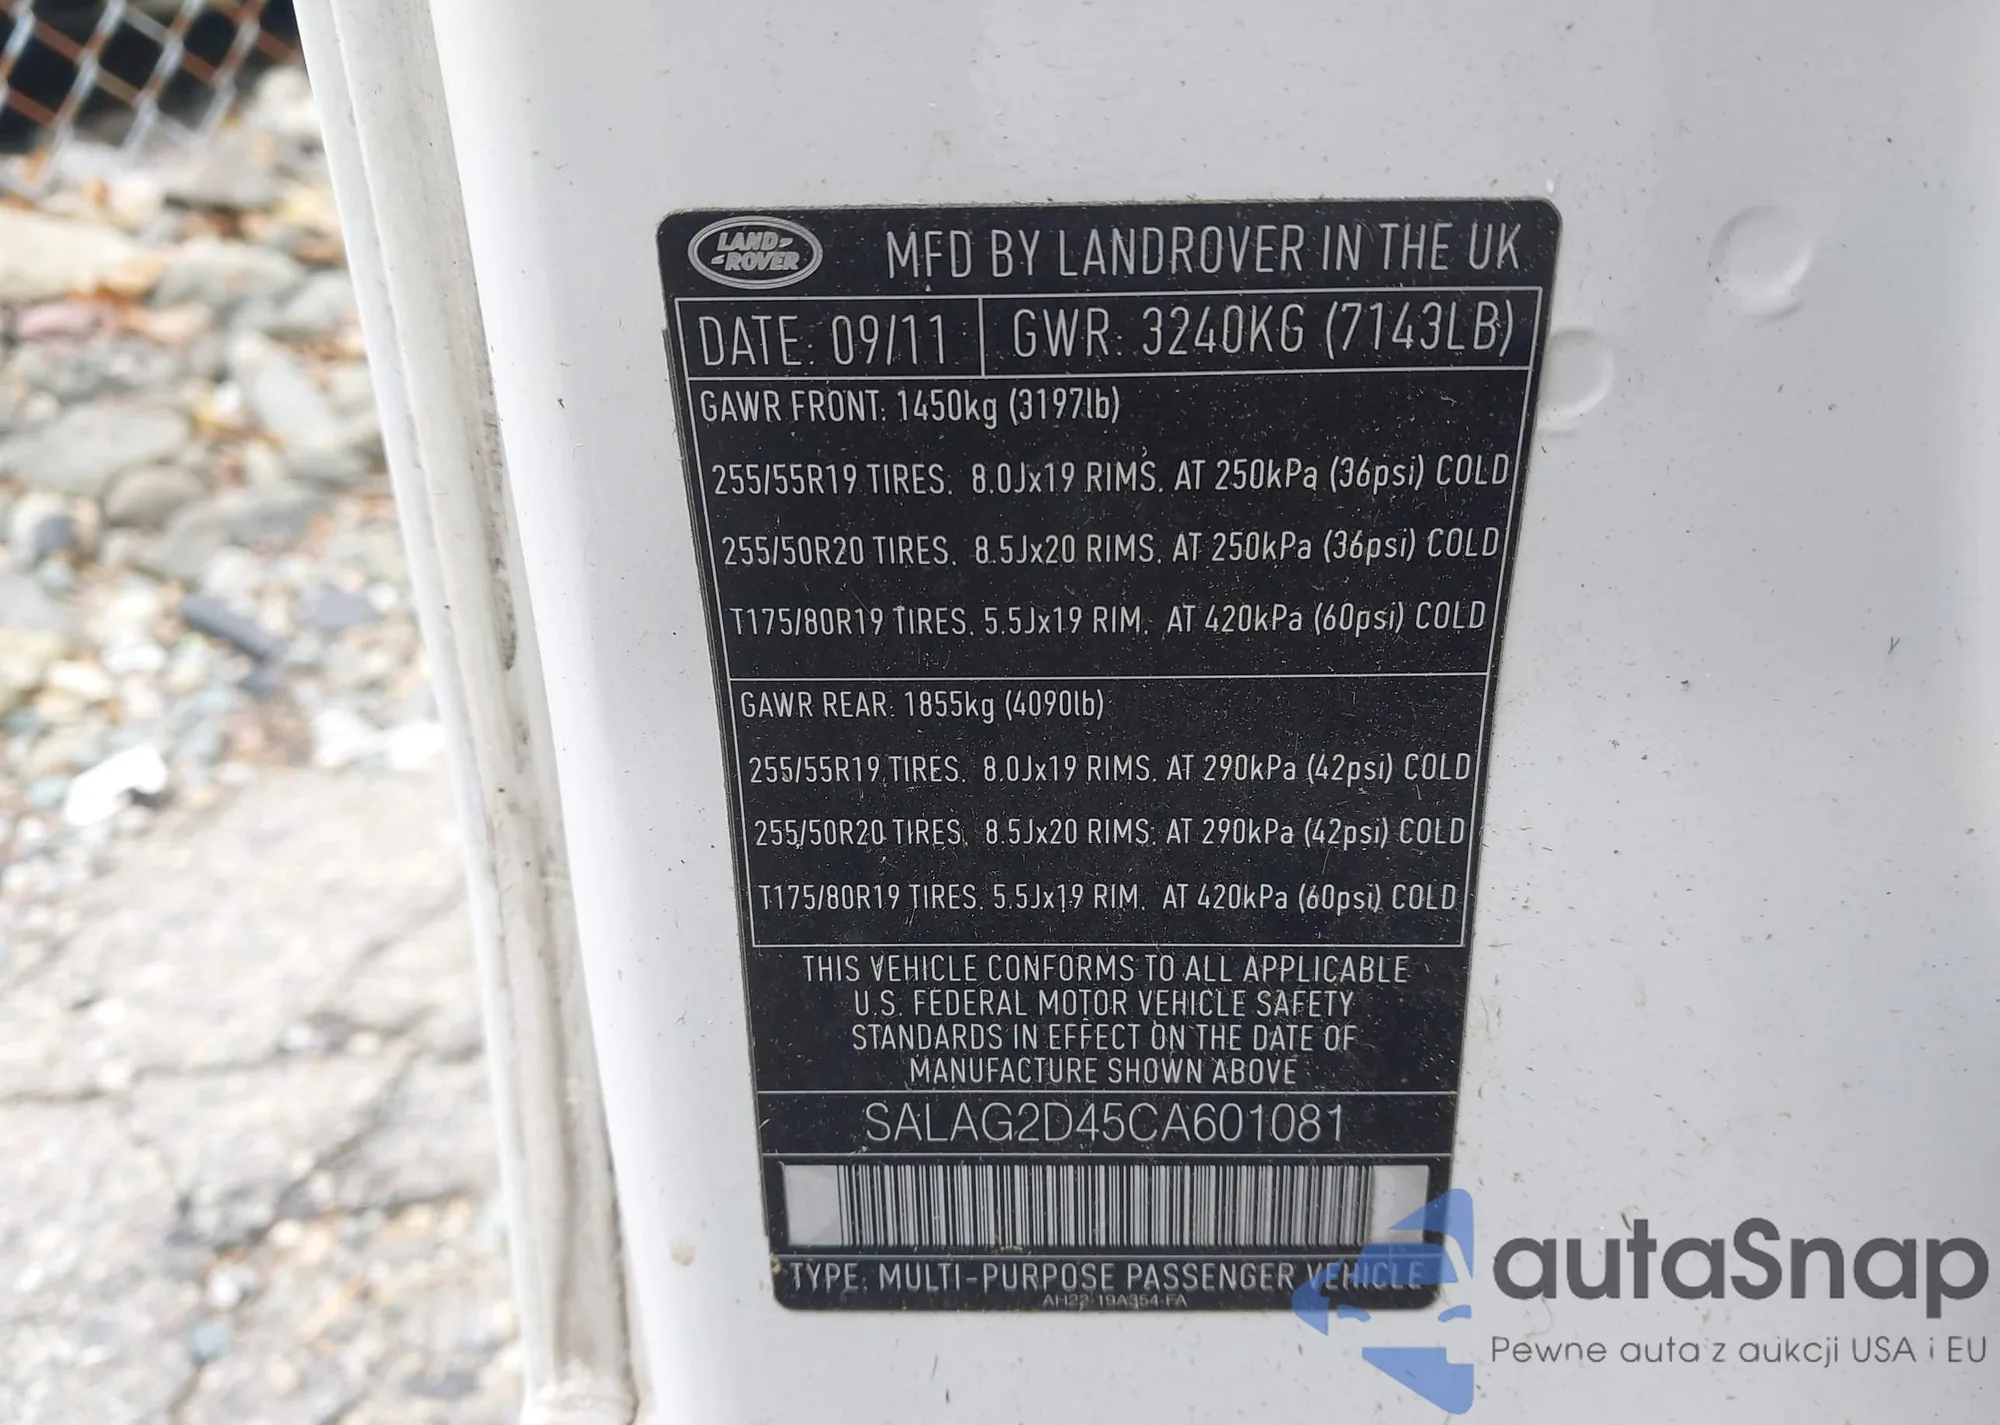 LAND-
-ROVER
MFD BY LANDROVER IN THE UK
DATE: 09/11
GWR: 3240KG (7143LB)
GAWR FRONT: 1450kg (3197lb)
255/55R19 TIRES. 8.0Jx19 RIMS. AT 250kPa (36psi) COLD
255/50R20 TIRES. 8.5Jx20 RIMS. AT 250kPa (36psi) COLD
T175/80R19 TIRES. 5.5Jx19 RIM. AT 420kPa (60psi) COLD
GAWR REAR: 1855kg (4090lb)
255/55R19 TIRES. 8.0Jx19 RIMS. AT 290kPa (42psi) COLD
255/50R20 TIRES. 8.5Jx20 RIMS. AT 290kPa (42psi) COLD
T175/80R19 TIRES. 5.5Jx19 RIM. AT 420kPa (60psi) COLD
THIS VEHICLE CONFORMS TO ALL APPLICABLE
U.S. FEDERAL MOTOR VEHICLE SAFETY
STANDARDS IN EFFECT ON THE DATE OF
MANUFACTURE SHOWN ABOVE
SALAG2D45CA601081
TYPE: MULTI-PURPOSE PASSENGER VEHICLE
AH22-19A354-FA
autaSnap
Pewne auta z aukcji USA i EU